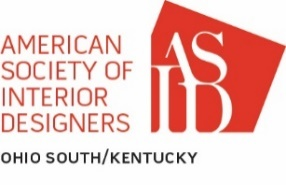 AMERICAN
SOCIETY OF
INTERIOR
DESIGNERS
AS
ID
OHIO SOUTH/KENTUCKY